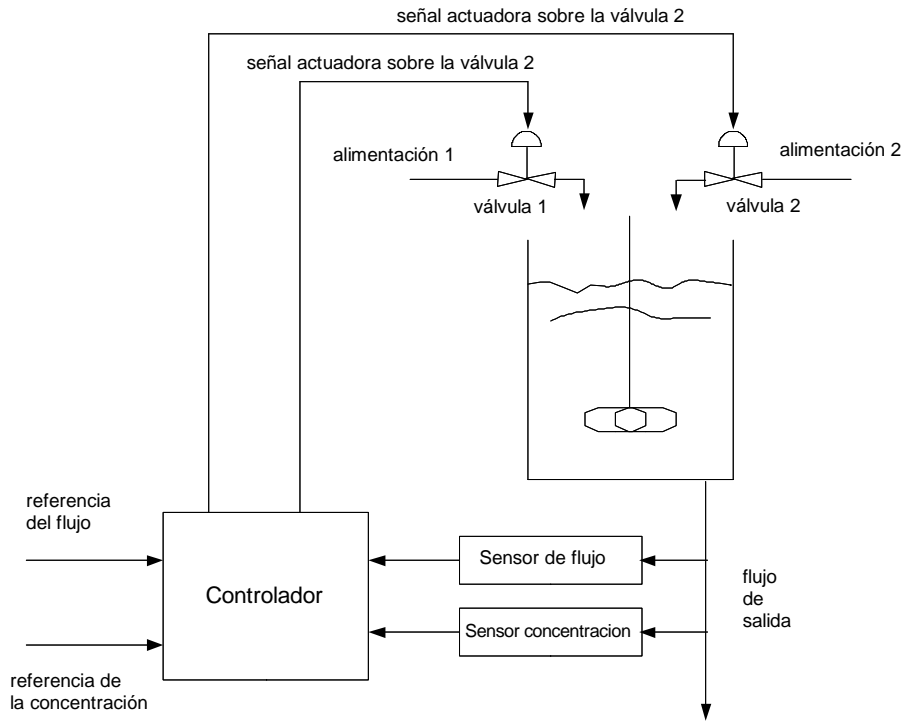 señal actuadora sobre la válvula 2
señal actuadora sobre la válvula 2
alimentación 1
alimentación 2
válvula 1
válvula 2
referencia
del flujo
Controlador
Sensor de flujo
Sensor concentracion
flujo
de
salida
referencia de
la concentración